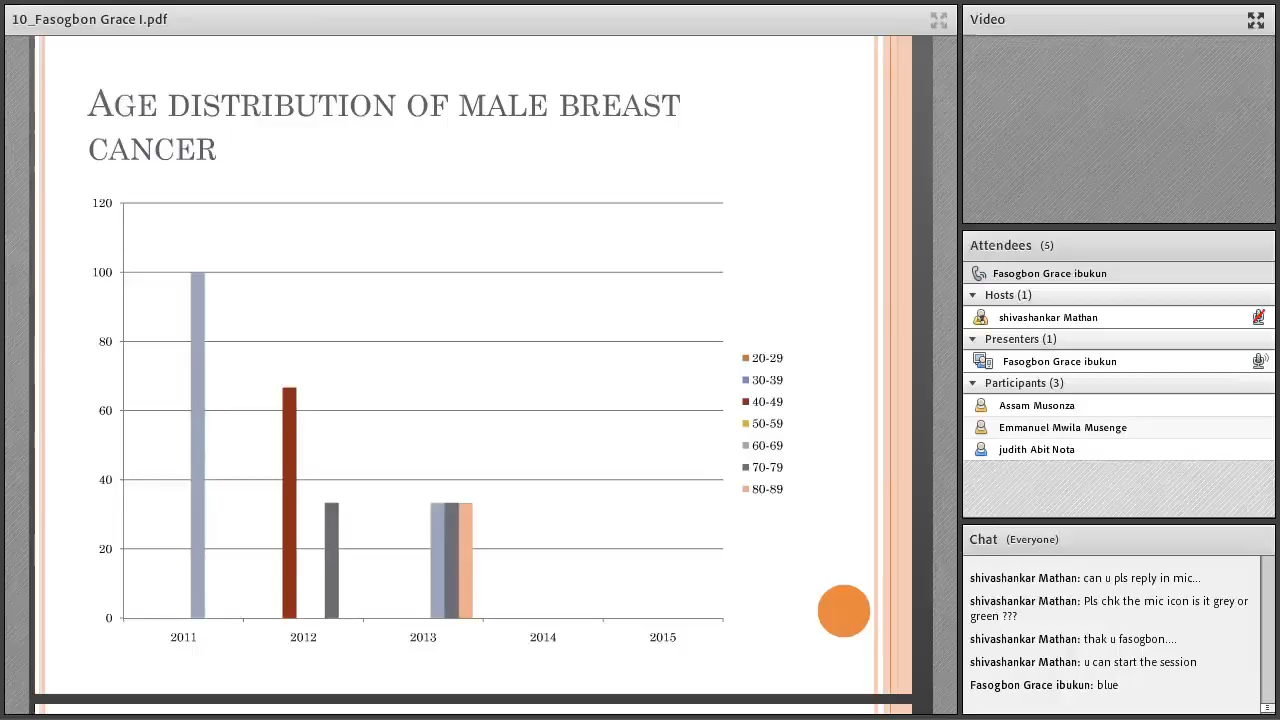 10_Fasogbon Grace I.pdf
AGE DISTRIBUTION OF MALE BREAST
CANCER
120
100
80
60
40
20
0
2011
2012
2013
2014
2015
20-29
30-39
40-49
50-59
60-69
70-79
80-89
Video
Attendees (5)
Fasogbon Grace ibukun
Hosts (1)
shivashankar Mathan
Presenters (1)
Fasogbon Grace ibukun
Participants (3)
Assam Musonza
Emmanuel Mwila Musenge
judith Abit Nota
Chat (Everyone)
shivashankar Mathan: can u pls reply in mic...
shivashankar Mathan: Pls chk the mic icon is it grey or
green ???
shivashankar Mathan: thak u fasogbon....
shivashankar Mathan: u can start the session
Fasogbon Grace ibukun: blue